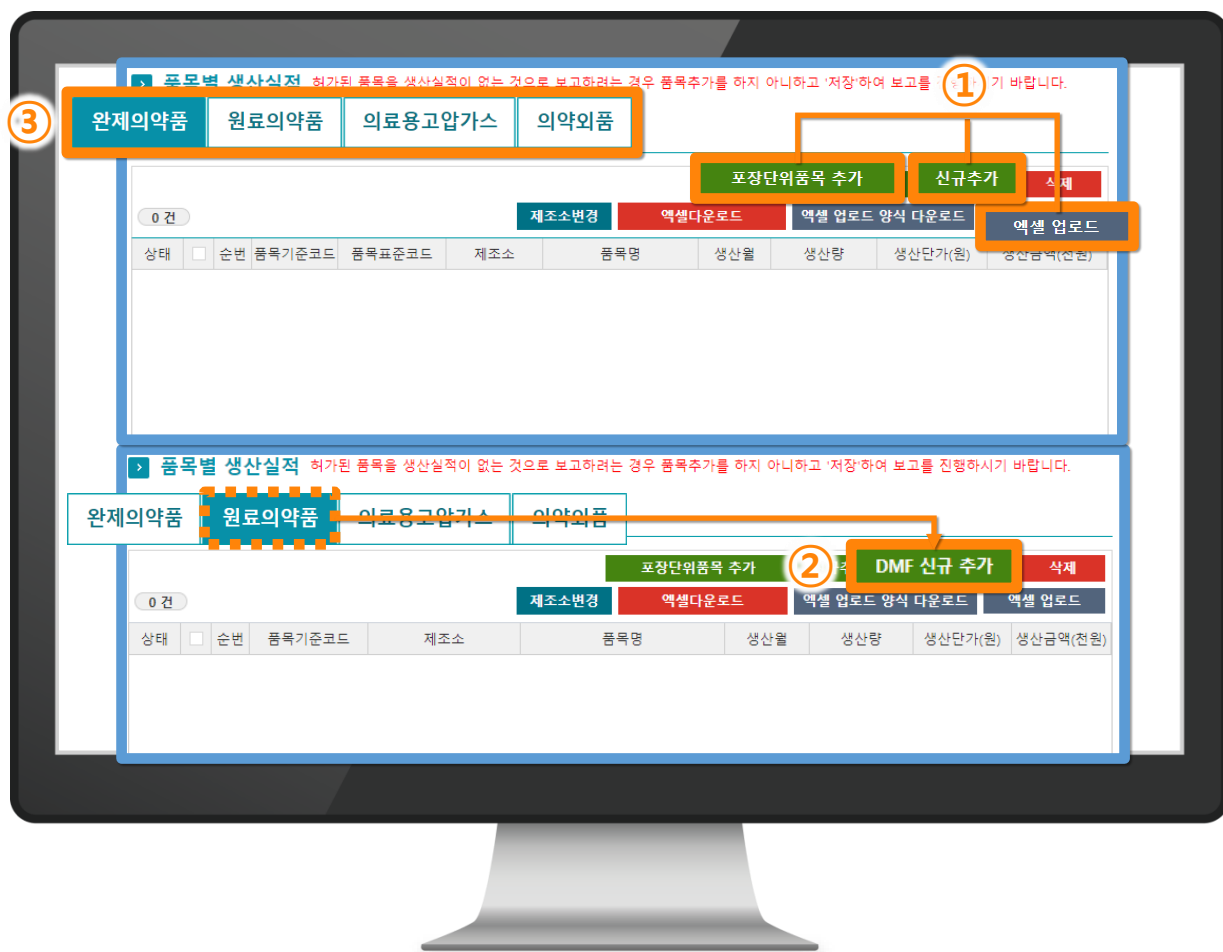 품목별 생산실적 허가된 품목을 생산실적이 없는 것으로 보고하려는 경우 품목추가를 하지 아니하고 '저장'하여 보고를 기 바랍니다.
①
③
완제의약품 원료의약품 의료용고압가스 의약외품
포장단위품목 추가 신규추가 삭제
0 건 제조소변경 엑셀다운로드 엑셀 업로드 양식 다운로드 엑셀 업로드
상태 순번 품목기준코드 품목표준코드 제조소 품목명 생산월 생산량 생산단가(원) 생산금액(천원)
품목별 생산실적 허가된 품목을 생산실적이 없는 것으로 보고하려는 경우 품목추가를 하지 아니하고 '저장'하여 보고를 진행하시기 바랍니다.
완제의약품 원료의약품 의료용고압가스 의약외품
포장단위품목 추가 ② DMF 신규 추가 삭제
0 건 제조소변경 엑셀다운로드 엑셀 업로드 양식 다운로드 엑셀 업로드
상태 순번 품목기준코드 제조소 품목명 생산월 생산량 생산단가(원) 생산금액(천원)